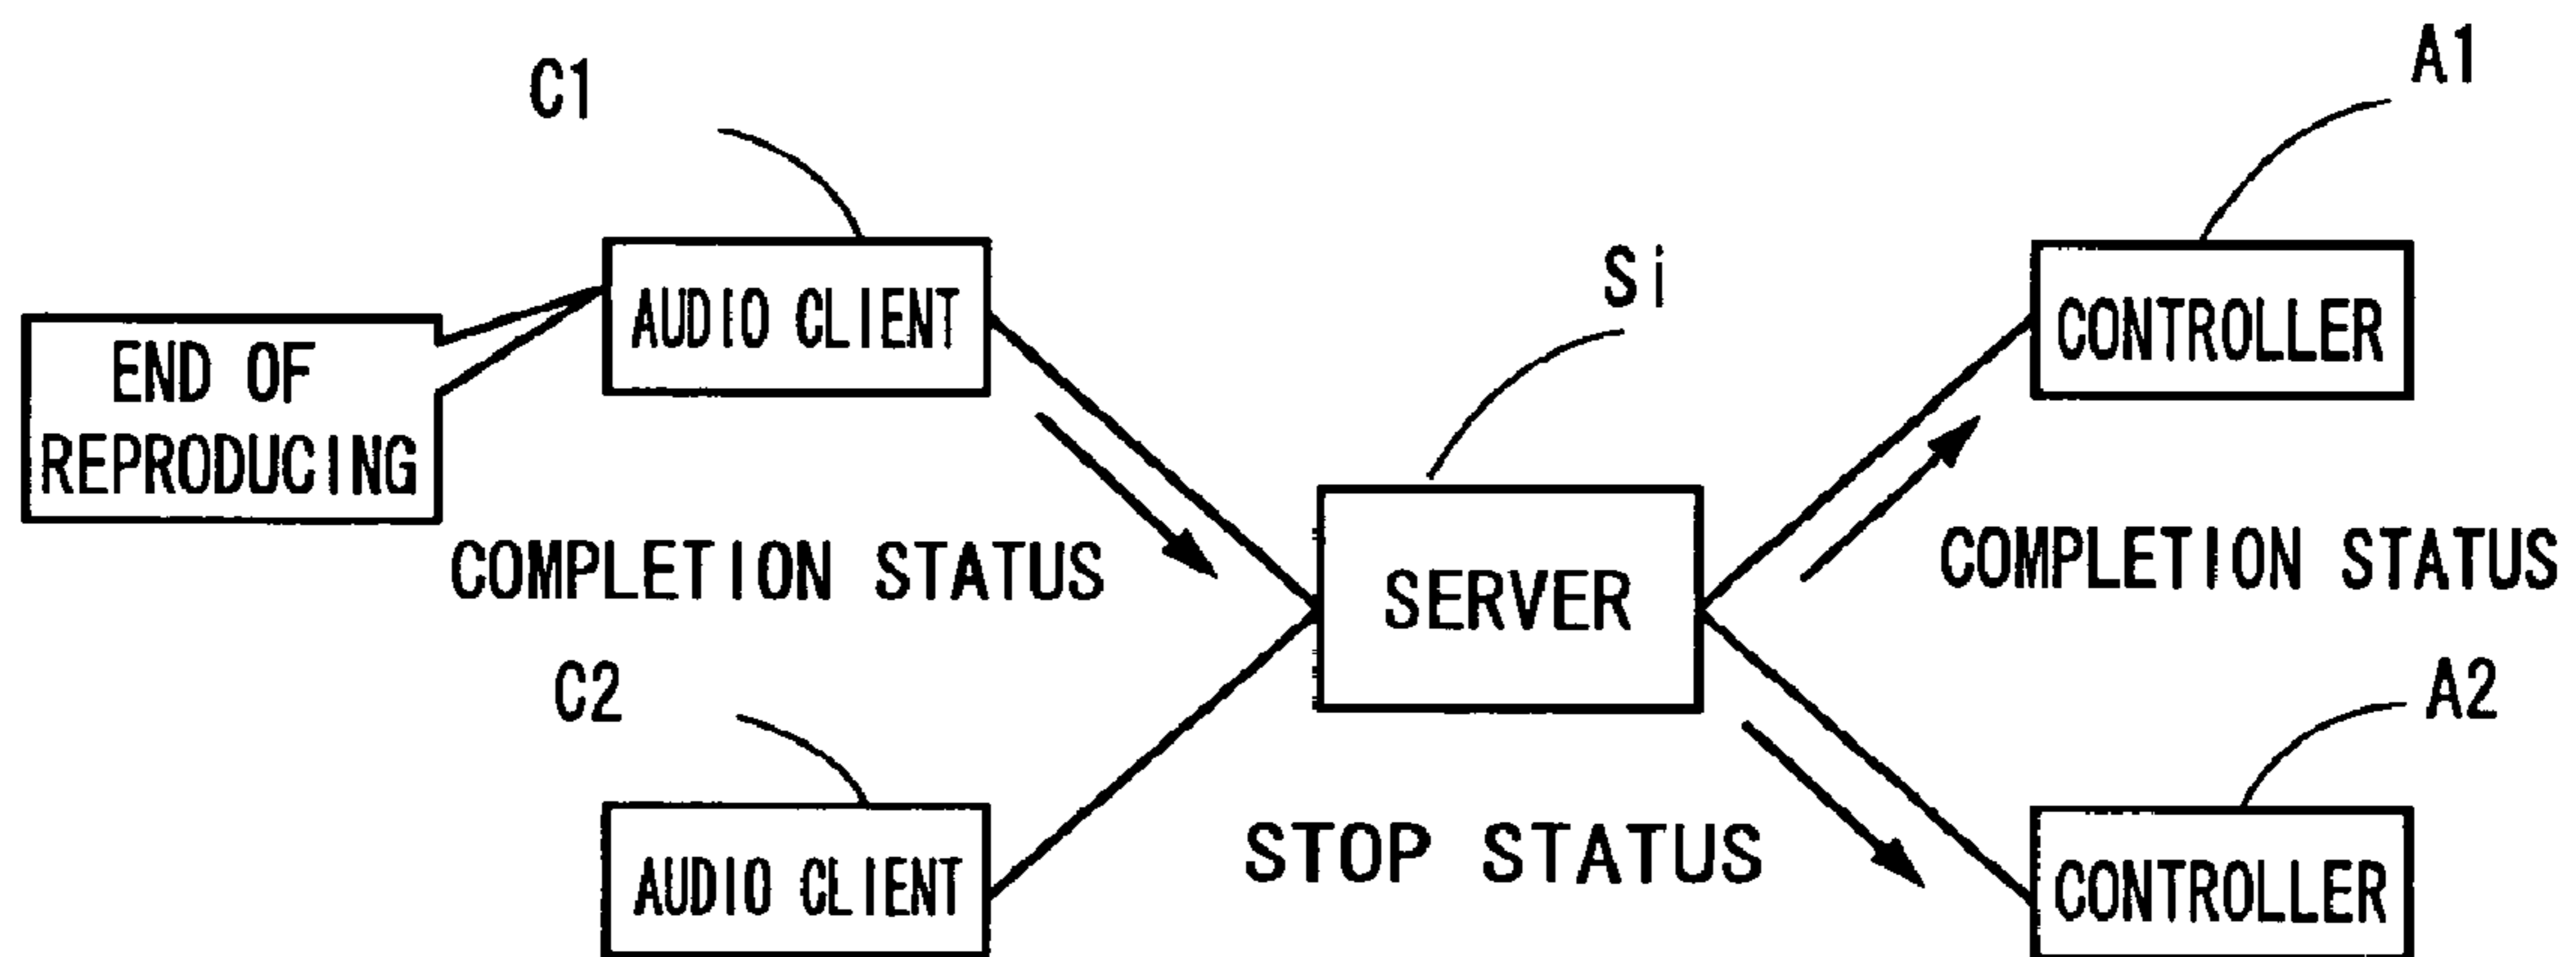 C1
A1
AUDIO CLIENT
Si
CONTROLLER
END OF
REPRODUCING
COMPLETION STATUS
SERVER
COMPLETION STATUS
C2
A2
STOP STATUS
AUDIO CLIENT
CONTROLLER